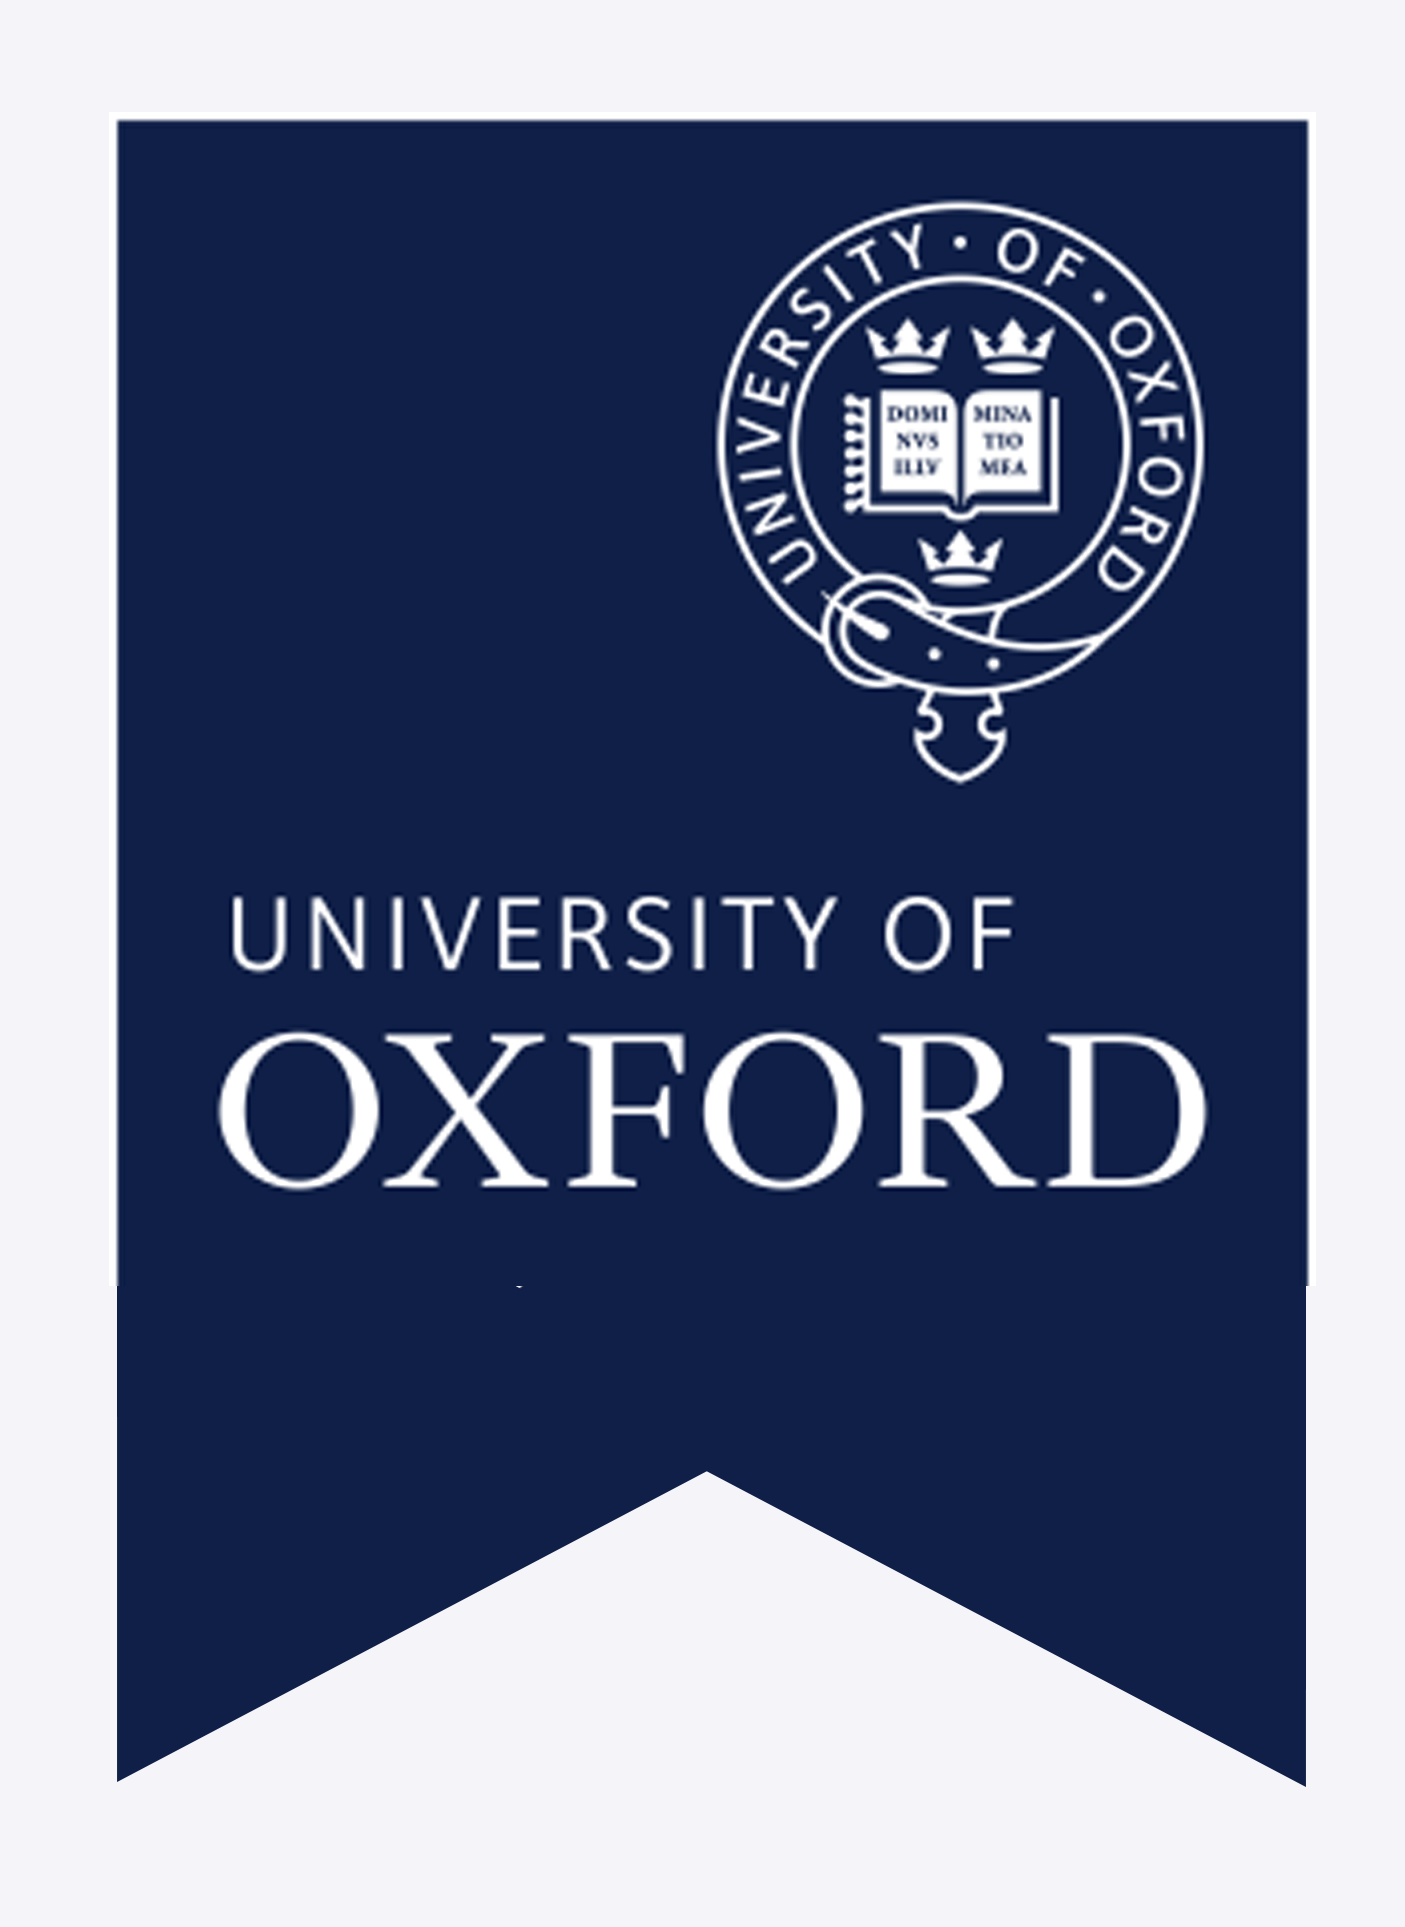 UNIVERSITY · OF · OXFORD
DOMI MINA
NVS TIO
ILLV MEA
UNIVERSITY OF
OXFORD